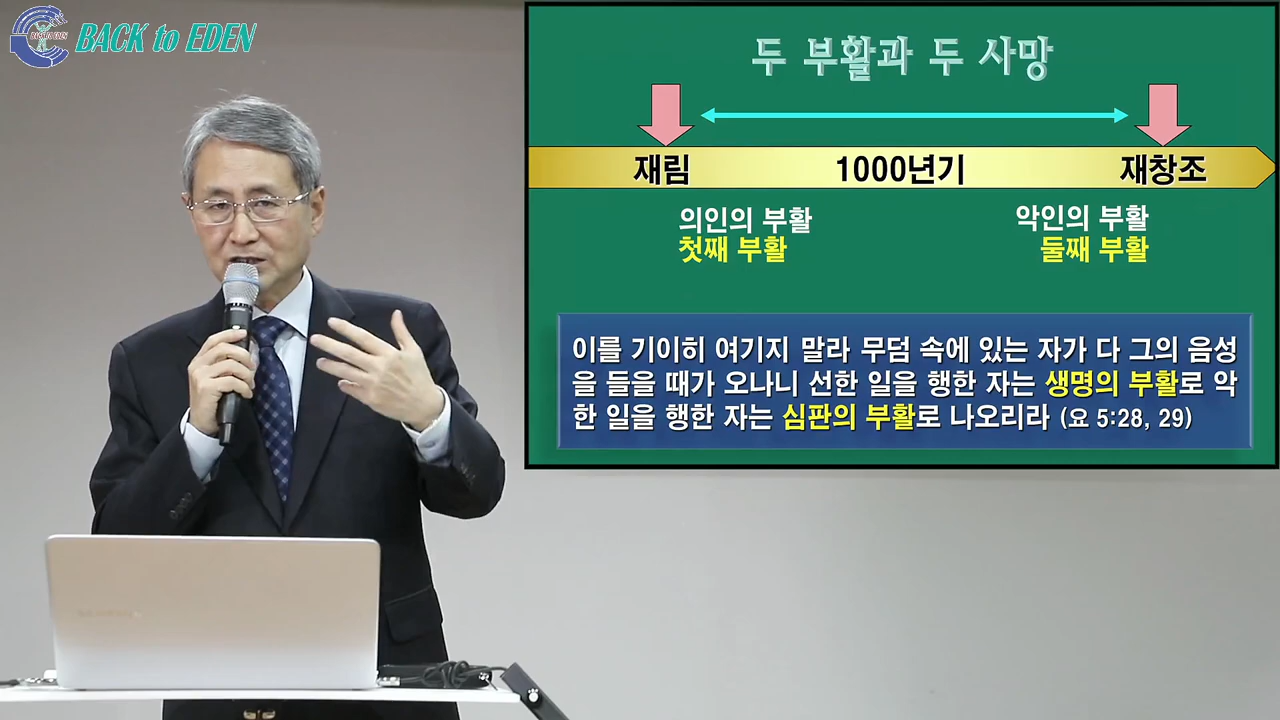 BACK to EDEN
두 부활과 두 사망
재림 1000년기 재창조
의인의 부활 악인의 부활
첫째 부활 둘째 부활
이를 기이히 여기지 말라 무덤 속에 있는 자가 다 그의 음성
을 들을 때가 오나니 선한 일을 행한 자는 생명의 부활로 악
한 일을 행한 자는 심판의 부활로 나오리라 (요 5:28, 29)